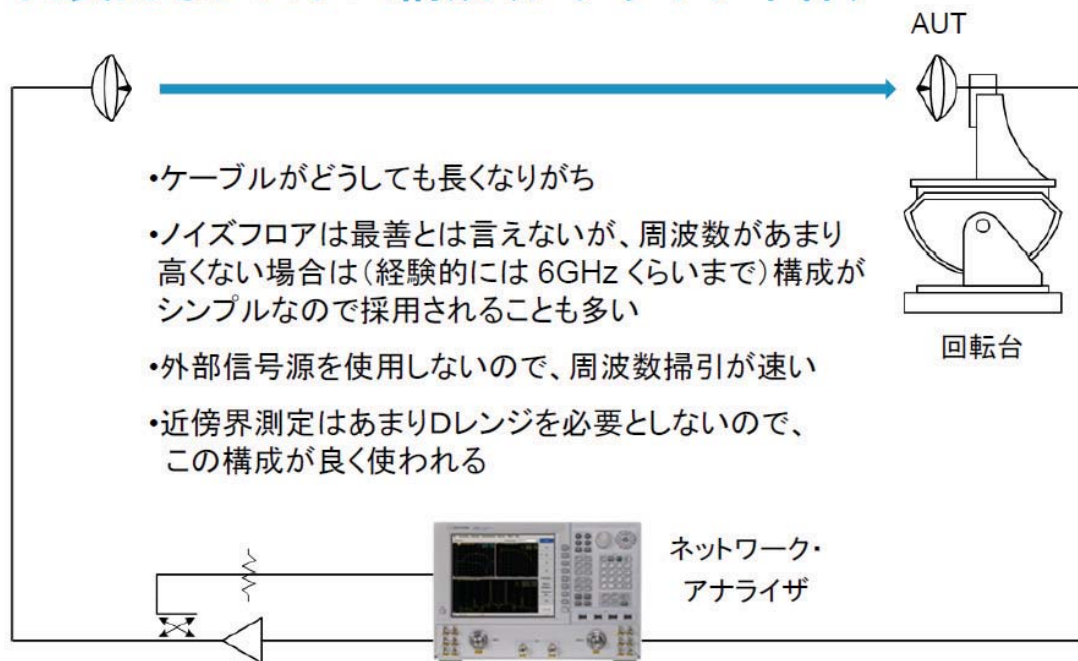 AUT
•ケーブルがどうしても長くなりがち
•ノイズフロアは最善とは言えないが、周波数があまり
高くない場合は（経験的には 6GHz くらいまで）構成が
シンプルなので採用されることも多い
•外部信号源を使用しないので、周波数掃引が速い
•近傍界測定はあまりDレンジを必要としないので、
この構成が良く使われる
回転台
ネットワーク・
アナライザ